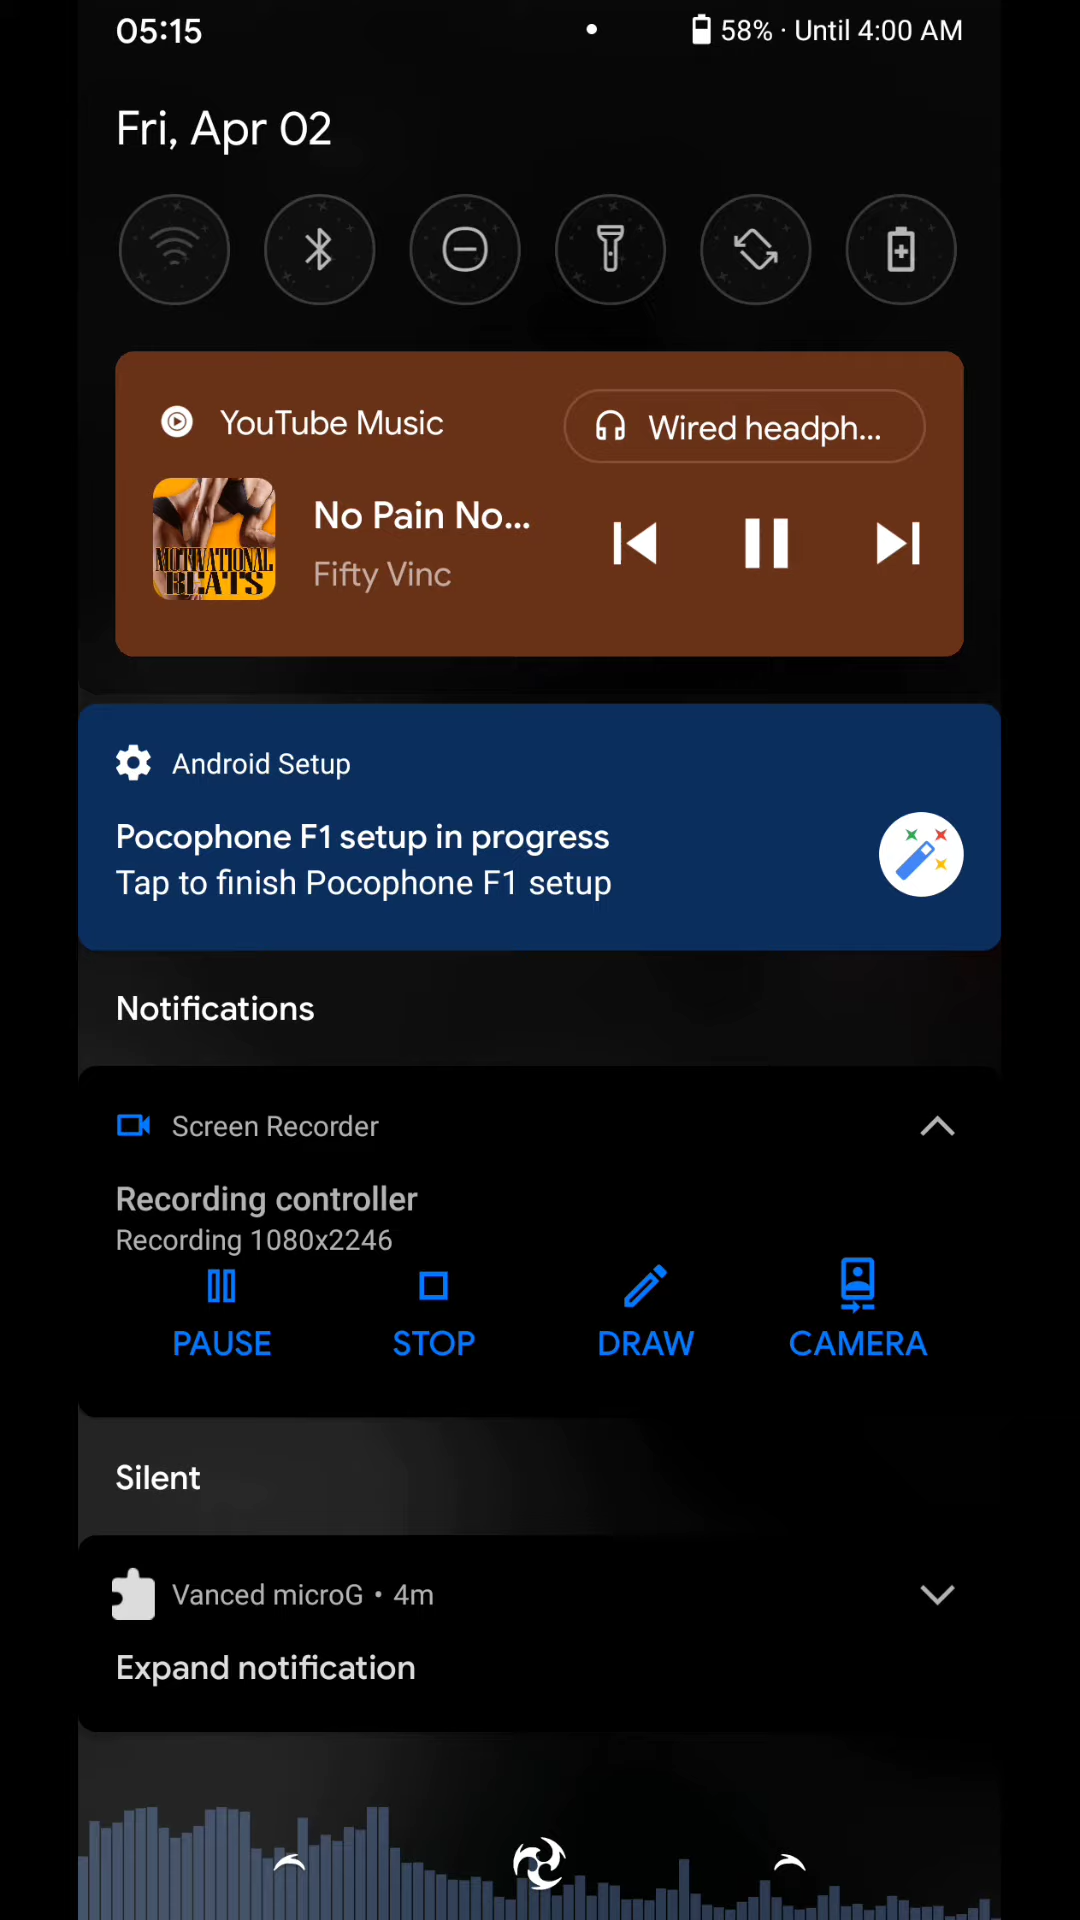 05:15
58% · Until 4:00 AM
Fri, Apr 02
YouTube Music
Wired headph...
No Pain No...
Fifty Vinc
MOTIVATIONAL
BEATS
Android Setup
Pocophone F1 setup in progress
Tap to finish Pocophone F1 setup
Notifications
Screen Recorder
Recording controller
Recording 1080x2246
PAUSE STOP DRAW CAMERA
Silent
Vanced microG • 4m
Expand notification